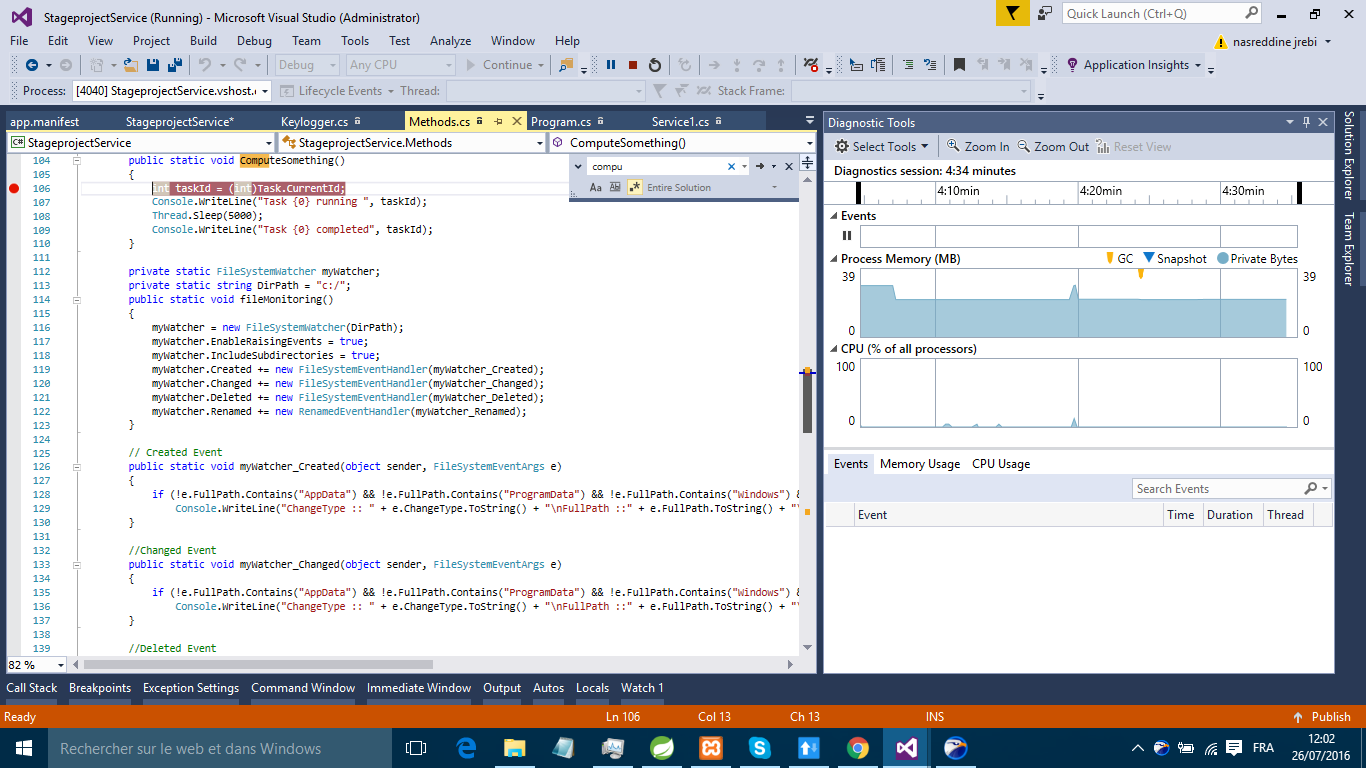 StageprojectService (Running) - Microsoft Visual Studio (Administrator)
Quick Launch (Ctrl+Q)
File Edit View Project Build Debug Team Tools Test Analyze Window Help
nasreddine jrebi
Debug Any CPU Continue Application Insights
Process: [4040] StageprojectService.vshost. Lifecycle Events Thread: Stack Frame:
app.manifest StageprojectService* Keylogger.cs Methods.cs Program.cs Service1.cs
StageprojectService StageprojectService.Methods ComputeSomething()
compu
Aa Entire Solution
104 public static void ComputeSomething()
105 {
106 int taskId = (int)Task.CurrentId;
107 Console.WriteLine("Task {0} running ", taskId);
108 Thread.Sleep(5000);
109 Console.WriteLine("Task {0} completed", taskId);
110 }
111
112 private static FileSystemWatcher myWatcher;
113 private static string DirPath = "c:/";
114 public static void fileMonitoring()
115 {
116 myWatcher = new FileSystemWatcher(DirPath);
117 myWatcher.EnableRaisingEvents = true;
118 myWatcher.IncludeSubdirectories = true;
119 myWatcher.Created += new FileSystemEventHandler(myWatcher_Created);
120 myWatcher.Changed += new FileSystemEventHandler(myWatcher_Changed);
121 myWatcher.Deleted += new FileSystemEventHandler(myWatcher_Deleted);
122 myWatcher.Renamed += new RenamedEventHandler(myWatcher_Renamed);
123 }
124
125 // Created Event
126 public static void myWatcher_Created(object sender, FileSystemEventArgs e)
127 {
128 if (!e.FullPath.Contains("AppData") && !e.FullPath.Contains("ProgramData") && !e.FullPath.Contains("Windows") &
129 Console.WriteLine("ChangeType :: " + e.ChangeType.ToString() + "\nFullPath ::" + e.FullPath.ToString() + "\
130 }
131
132 //Changed Event
133 public static void myWatcher_Changed(object sender, FileSystemEventArgs e)
134 {
135 if (!e.FullPath.Contains("AppData") && !e.FullPath.Contains("ProgramData") && !e.FullPath.Contains("Windows") &
136 Console.WriteLine("ChangeType :: " + e.ChangeType.ToString() + "\nFullPath ::" + e.FullPath.ToString() + "\
137 }
138
139 //Deleted Event
82 %
Diagnostic Tools
Select Tools Zoom In Zoom Out Reset View
Diagnostics session: 4:34 minutes
4:10min 4:20min 4:30min
Events
Process Memory (MB) GC Snapshot Private Bytes
39 39
0 0
CPU (% of all processors)
100 100
0 0
Events Memory Usage CPU Usage
Search Events
Event Time Duration Thread
Solution Explorer
Team Explorer
Call Stack Breakpoints Exception Settings Command Window Immediate Window Output Autos Locals Watch 1
Ready Ln 106 Col 13 Ch 13 INS Publish
Rechercher sur le web et dans Windows
FRA
12:02
26/07/2016